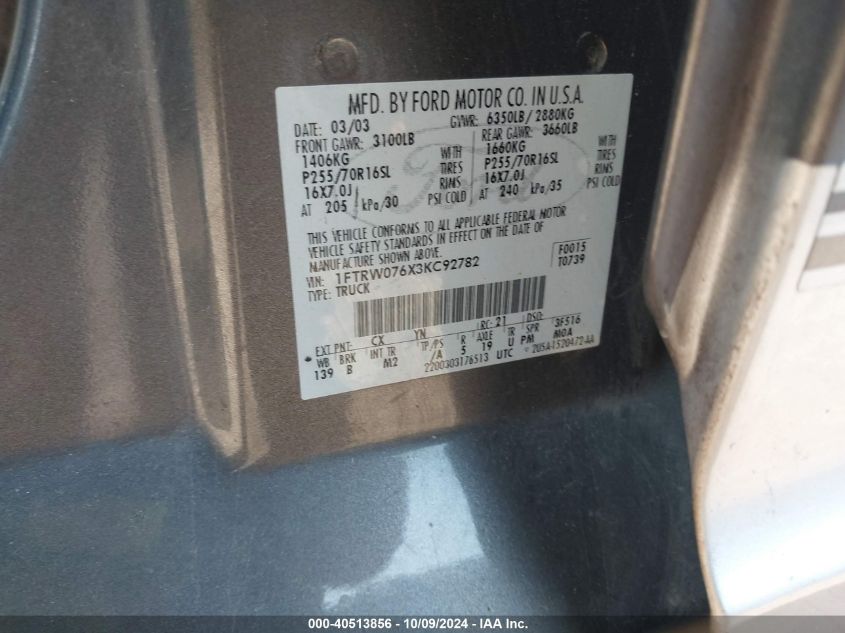 MFD. BY FORD MOTOR CO. IN U.S.A.
DATE: 03/03 GVWR: 6350LB/ 2880KG
FRONT GAWR: 3100LB REAR GAWR: 3660LB
1406KG WITH 1660KG WITH
P255/70R16SL TIRES P255/70R16SL TIRES
16X7.0J RIMS 16X7.0J RIMS
AT 205 kPa/30 PSI COLD AT 240 kPa/35 PSI COLD
Ford
THIS VEHICLE CONFORMS TO ALL APPLICABLE FEDERAL MOTOR
VEHICLE SAFETY STANDARDS IN EFFECT ON THE DATE OF
MANUFACTURE SHOWN ABOVE.
VIN: 1FTRW076X3KC92782 F0015
TYPE: TRUCK T0739
EXT PNT: CX YN RC: 21 DSO: 3F516
WB BRK INT TR TP/PS R AXLE TR SPR M0A
139 B M2 /A 5 19 U PM
2200303176513 UTC 2U5A-1520472-AA
000-40513856 - 10/09/2024 - IAA Inc.